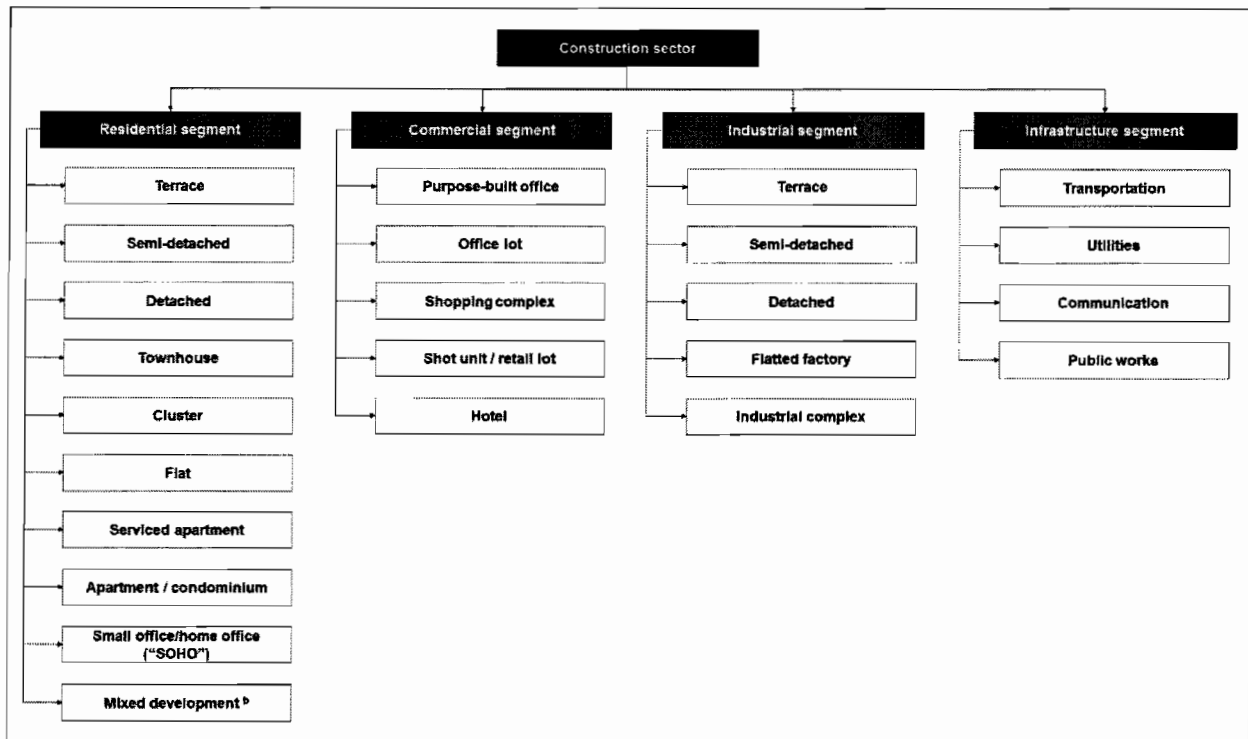 Construction sector
Residential segment
Terrace
Semi-detached
Detached
Townhouse
Cluster
Flat
Serviced apartment
Apartment / condominium
Small office/home office
("SOHO")
Mixed development b
Commercial segment
Purpose-built office
Office lot
Shopping complex
Shot unit / retail lot
Hotel
Industrial segment
Terrace
Semi-detached
Detached
Flatted factory
Industrial complex
Infrastructure segment
Transportation
Utilities
Communication
Public works